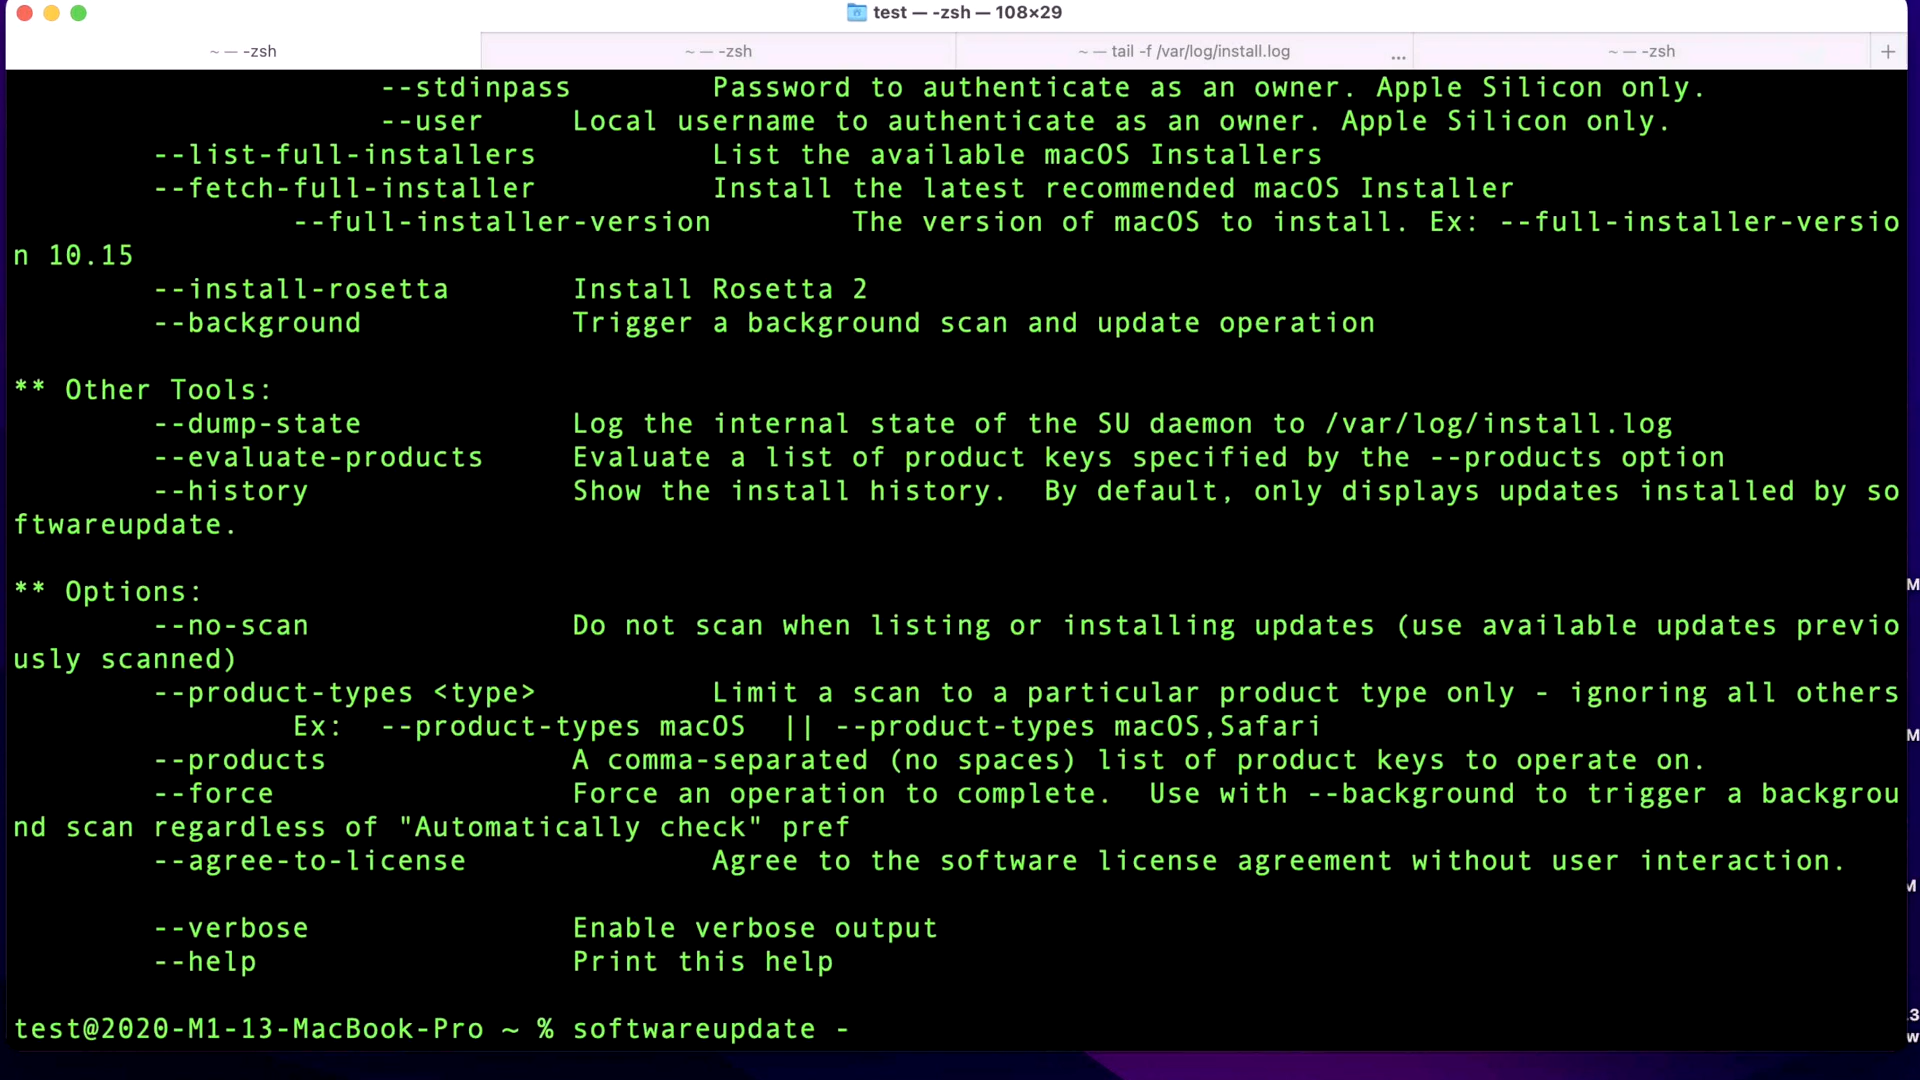 test — -zsh — 108×29
~ — -zsh
~ — -zsh
~ — tail -f /var/log/install.log
...
~ — -zsh
+
--stdinpass Password to authenticate as an owner. Apple Silicon only.
--user Local username to authenticate as an owner. Apple Silicon only.
--list-full-installers List the available macOS Installers
--fetch-full-installer Install the latest recommended macOS Installer
--full-installer-version The version of macOS to install. Ex: --full-installer-versio
n 10.15
--install-rosetta Install Rosetta 2
--background Trigger a background scan and update operation
** Other Tools:
--dump-state Log the internal state of the SU daemon to /var/log/install.log
--evaluate-products Evaluate a list of product keys specified by the --products option
--history Show the install history.  By default, only displays updates installed by so
ftwareupdate.
** Options:
--no-scan Do not scan when listing or installing updates (use available updates previo
usly scanned)
--product-types <type> Limit a scan to a particular product type only - ignoring all others
Ex:  --product-types macOS  || --product-types macOS,Safari
--products A comma-separated (no spaces) list of product keys to operate on.
--force Force an operation to complete.  Use with --background to trigger a backgrou
nd scan regardless of "Automatically check" pref
--agree-to-license Agree to the software license agreement without user interaction.
--verbose Enable verbose output
--help Print this help
test@2020-M1-13-MacBook-Pro ~ % softwareupdate -